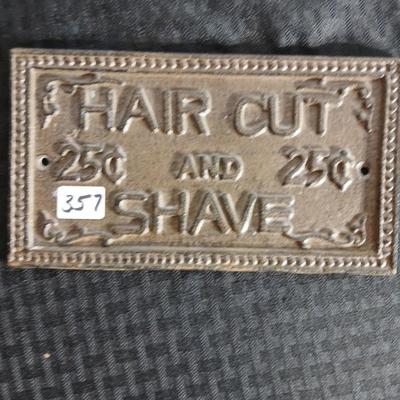 HAIR CUT
25¢ AND 25¢
357
SHAVE